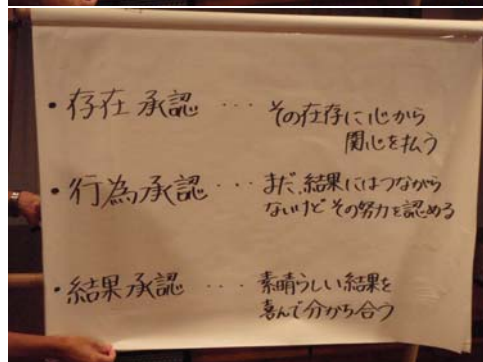 ・存在承認 ··· その在存に心から
関心を払う
・行為承認 ··· まだ、結果にはつながら
ないけど その努力を認める
・結果承認 ··· 素晴らしい結果を
喜んで分かち合う